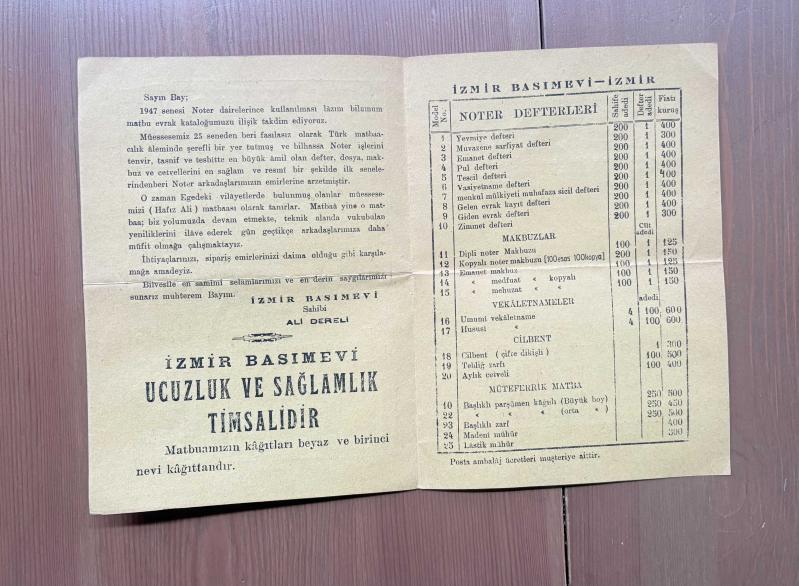 Sayın Bay;
1947 senesi Noter dairelerince kullanılması lâzım bilumum
matbu evrak kataloğumuzu ilişik takdim ediyoruz.
Müessesemiz 25 seneden beri fasılasız olarak Türk matbua-
cılık âleminde şerefli bir yer tutmuş ve bilhassa Noter işlerini
tenvir, tasnif ve tesbitte en büyük âmil olan defter, dosya, mak-
buz ve cetvellerini en sağlam ve resmî bir şekilde ilk senele-
rindenberi Noter arkadaşlarımızın emirlerine arzetmiştir.
O zaman Egedeki vilâyetlerde bulunmuş olanlar müessese-
mizi ( Hafız Ali ) matbaası olarak tanırlar. Matbaâ yine o mat-
baa; biz yolumuzda devam etmekte, teknik alanda vukubulan
yeniliklerini ilâve ederek gün geçtikçe arkadaşlarımıza daha
müfit olmağa çalışmaktayız.
İhtiyaçlarınızı, sipariş emirlerinizi daima olduğu gibi karşıla-
mağa amadeyiz.
Bilvesile en samimî selâmlarımızı ve en derin saygılarımızı
sunarız muhterem Bayım.
İZMİR BASIMEVİ
Sahibi
ALİ DERELİ
İZMİR BASIMEVİ
UCUZLUK VE SAĞLAMLIK
TİMSALİDİR
Matbuamızın kâğıtları beyaz ve birinci
nevi kâğıttandır.
İZMİR BASIMEVİ—İZMİR
Model No. NOTER DEFTERLERİ Sahife adedi Defter adedi Fiatı kuruş
1 Yevmiye defteri 200 1 400
2 Muvazene sarfiyat defteri 200 1 300
3 Emanet defteri 200 1 400
4 Pul defteri 200 1 400
5 Tescil defteri 200 1 400
6 Vasiyetname defteri 200 1 400
7 menkul mülkiyeti muhafaza sicil defteri 200 1 400
8 Gelen evrak kayıt defteri 200 1 400
9 Giden evrak defteri 200 1 400
10 Zimmet defteri 200 1 300
MAKBUZLAR Cilt adedi
11 Dipli noter Makbuzu 100 1 125
12 Kopyalı noter makbuzu [100 esas 100 kopya] 200 1 150
13 Emanet makbuz 100 1 125
14 « medfuat « kopyalı 100 1 150
15 « mehuzat « « 100 1 150
VEKÂLETNAMELER adedi
16 Umumî vekâletname 4 100 600
17 Hususî « 4 100 600
CİLBENT
18 Cilbent ( çifte dikişli ) 1 300
19 Tebliğ zarfı 100 500
20 Aylık cetveli 100 400
MÜTEFERRİK MATBA
10 Başlıklı parşümen kâğıdı (Büyük boy) 250 500
22 « « « (orta « ) 250 450
23 Başlıklı zarf 250 500
24 Madenî mühür 400
25 Lâstik mühür 300
Posta ambalâj ücretleri muşteriye aittir.